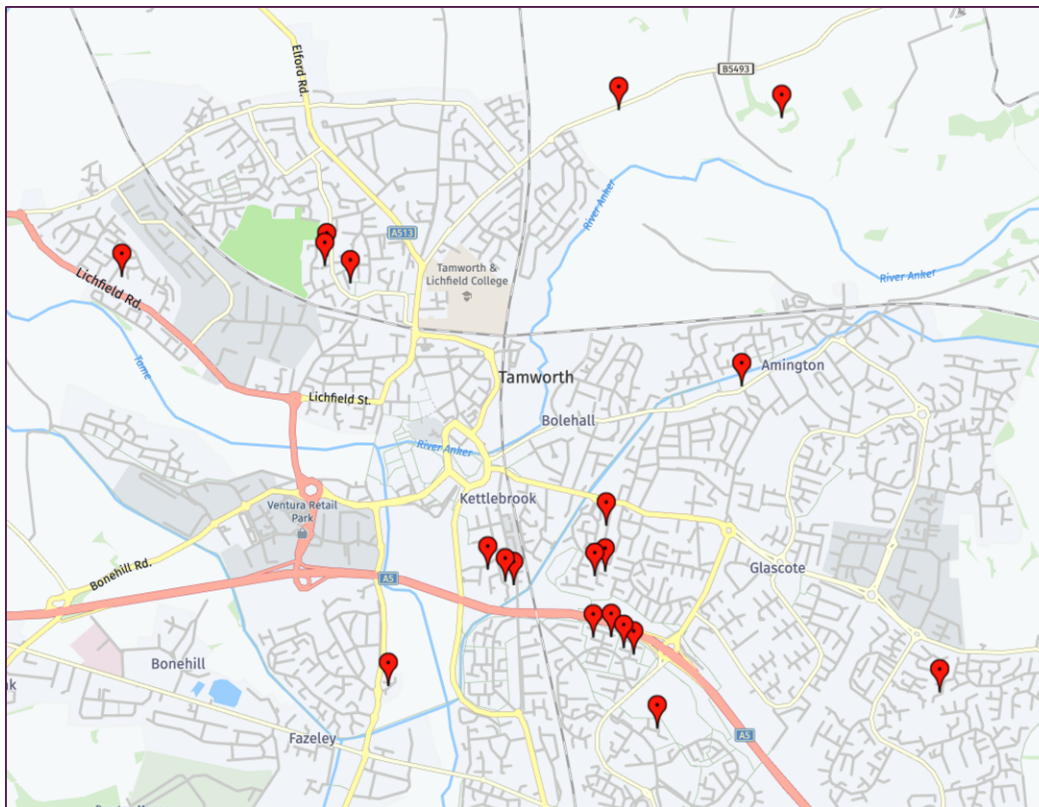 Elford Rd.
B5493
River Anker
A513
Tamworth &
Lichfield College
River Anker
Lichfield Rd.
Tame
Tamworth
Amington
Lichfield St.
Bolehall
River Anker
Kettlebrook
Ventura Retail
Park
Bonehill Rd.
A5
Glascote
Bonehill
Fazeley
A5